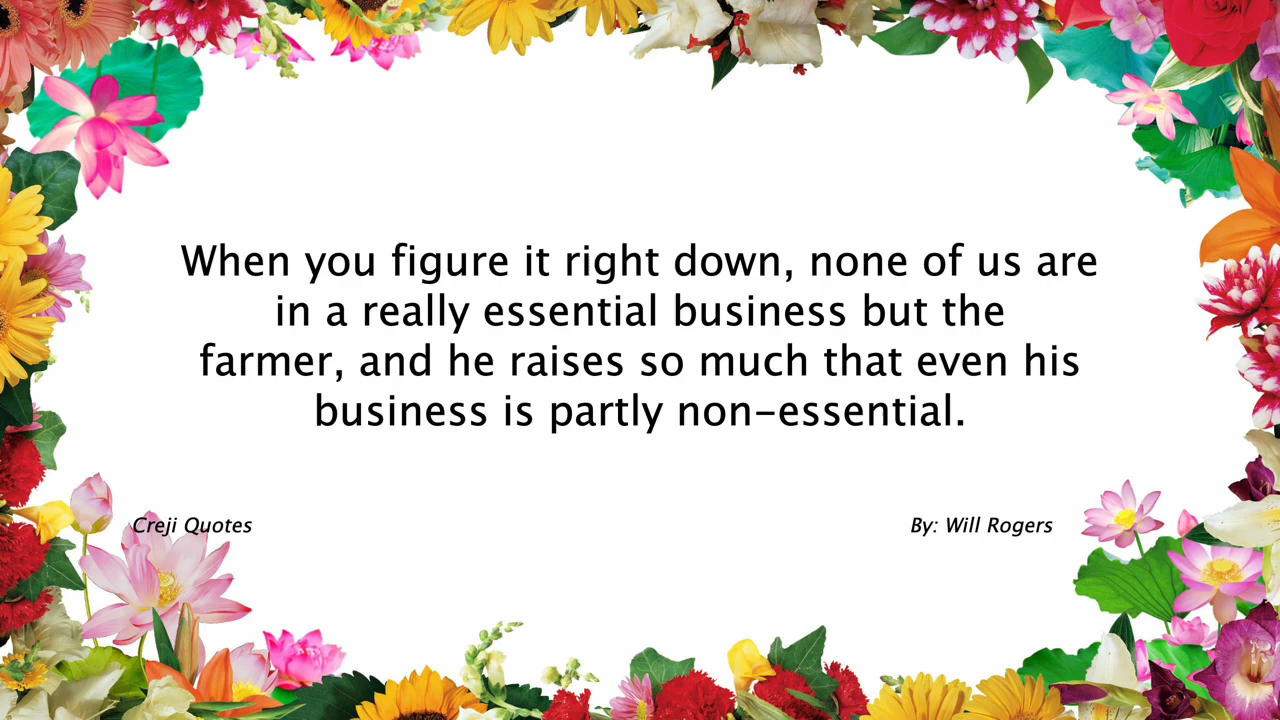 When you figure it right down, none of us are
in a really essential business but the
farmer, and he raises so much that even his
business is partly non-essential.
Creji Quotes
By: Will Rogers